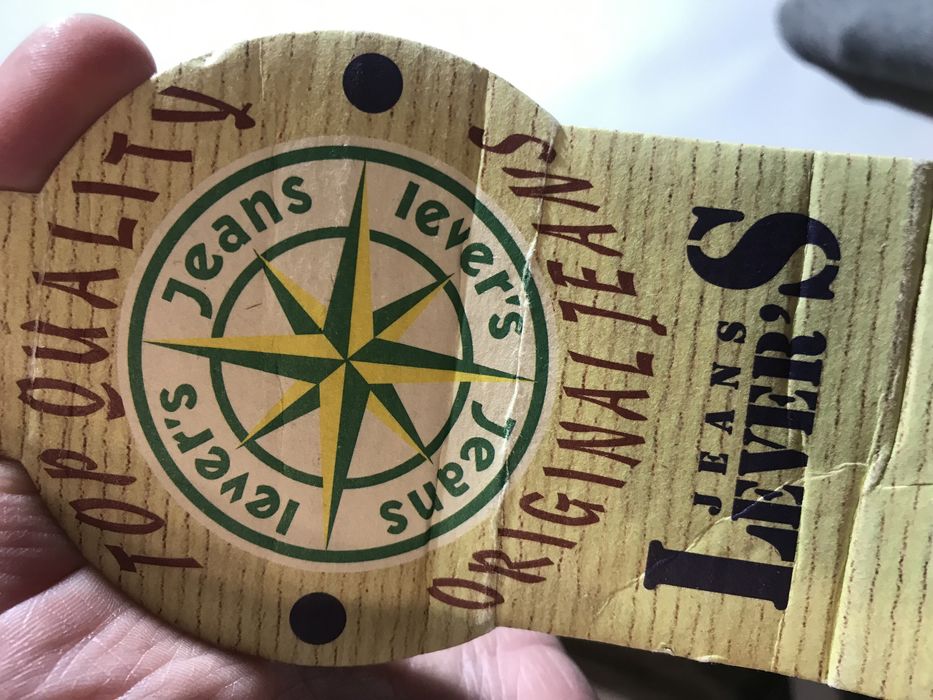 TOP QUALITY
Jeans lever's
lever's Jeans
ORIGINAL JEANS
JEANS
LEVER'S